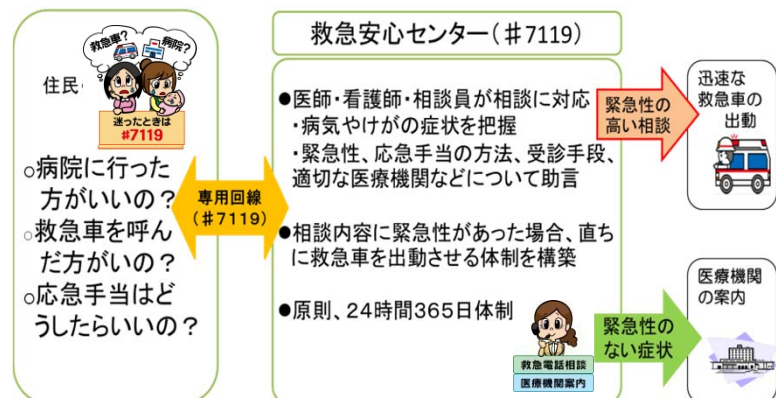 救急車?
病院?
住民
迷ったときは
#7119
○病院に行った
方がいいの？
○救急車を呼ん
だ方がいの？
○応急手当はど
うしたらいいの？
専用回線
（＃7119）
救急安心センター（＃7119）
●医師・看護師・相談員が相談に対応
・病気やけがの症状を把握
・緊急性、応急手当の方法、受診手段、
適切な医療機関などについて助言
●相談内容に緊急性があった場合、直ち
に救急車を出動させる体制を構築
●原則、24時間365日体制
救急電話相談
医療機関案内
緊急性の
高い相談
迅速な
救急車の
出動
緊急性の
ない症状
医療機関
の案内